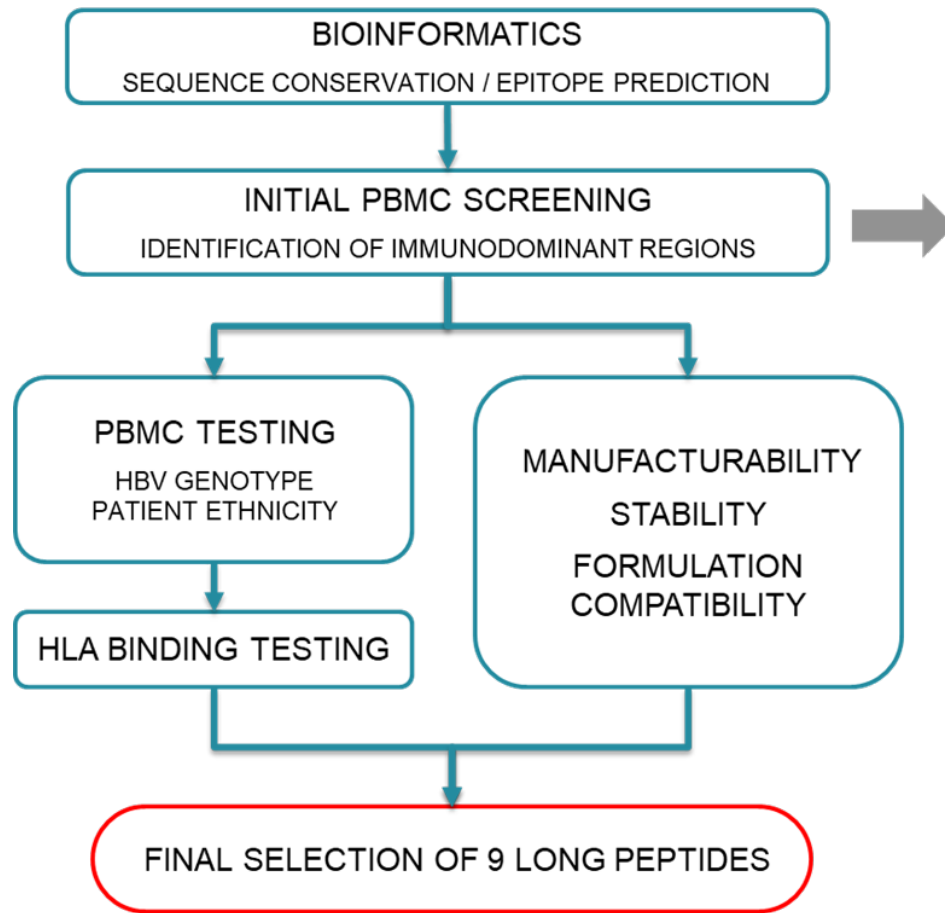 BIOINFORMATICS
SEQUENCE CONSERVATION / EPITOPE PREDICTION
INITIAL PBMC SCREENING
IDENTIFICATION OF IMMUNODOMINANT REGIONS
PBMC TESTING
HBV GENOTYPE
PATIENT ETHNICITY
HLA BINDING TESTING
MANUFACTURABILITY
STABILITY
FORMULATION
COMPATIBILITY
FINAL SELECTION OF 9 LONG PEPTIDES